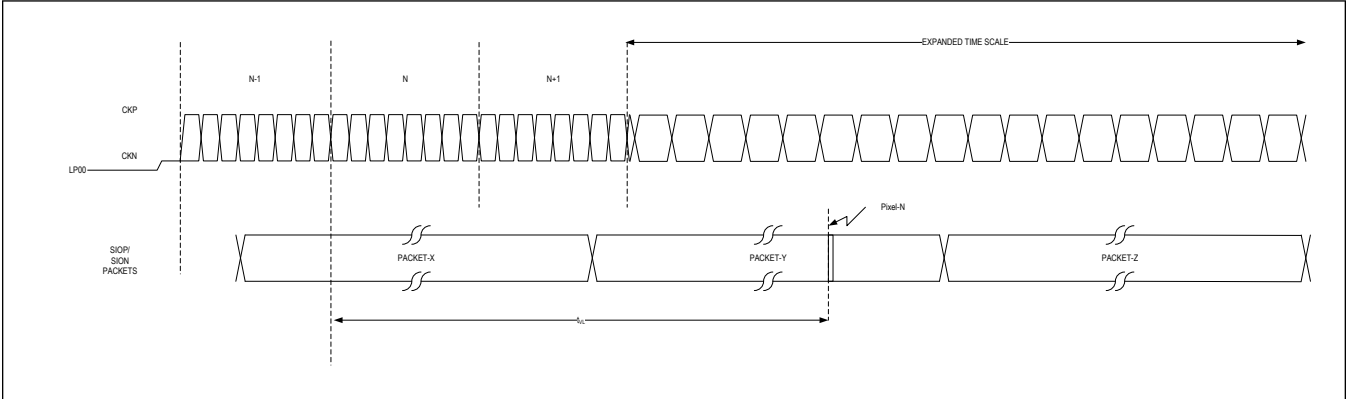 EXPANDED TIME SCALE
N-1 N N+1
CKP
CKN
LP00
Pixel-N
SIOP/
SION
PACKETS
PACKET-X PACKET-Y PACKET-Z